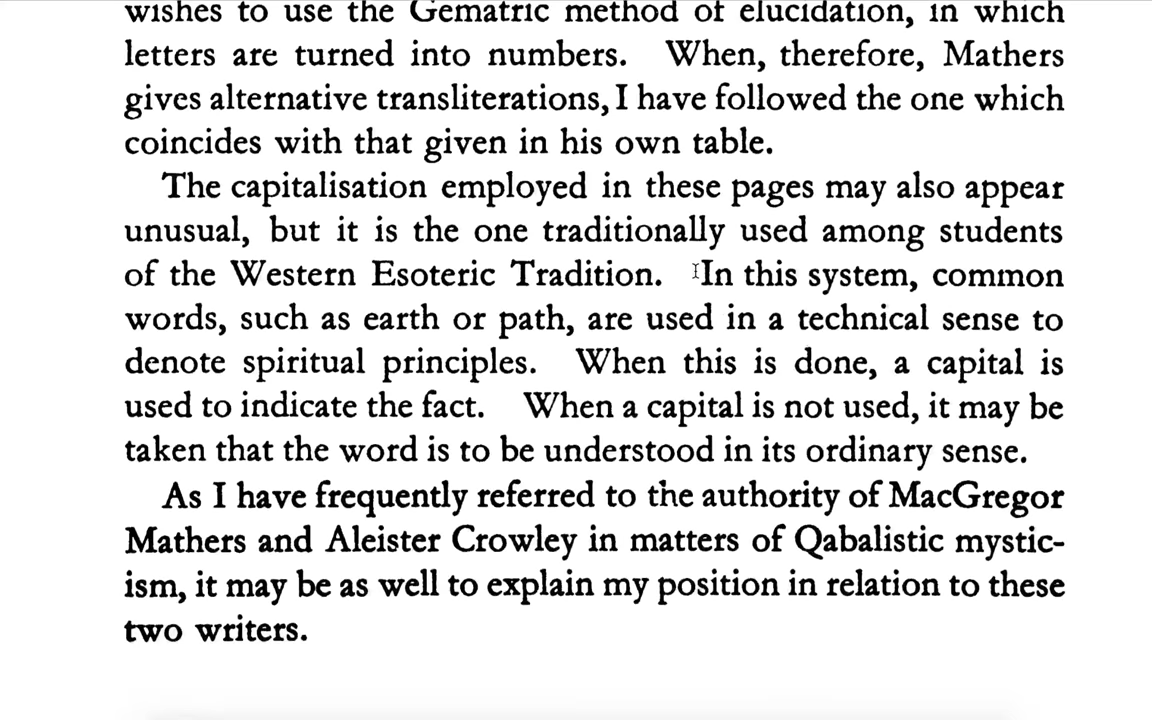 wishes to use the Gematric method of elucidation, in which
letters are turned into numbers. When, therefore, Mathers
gives alternative transliterations, I have followed the one which
coincides with that given in his own table.
The capitalisation employed in these pages may also appear
unusual, but it is the one traditionally used among students
of the Western Esoteric Tradition. In this system, common
words, such as earth or path, are used in a technical sense to
denote spiritual principles. When this is done, a capital is
used to indicate the fact. When a capital is not used, it may be
taken that the word is to be understood in its ordinary sense.
As I have frequently referred to the authority of MacGregor
Mathers and Aleister Crowley in matters of Qabalistic mystic-
ism, it may be as well to explain my position in relation to these
two writers.